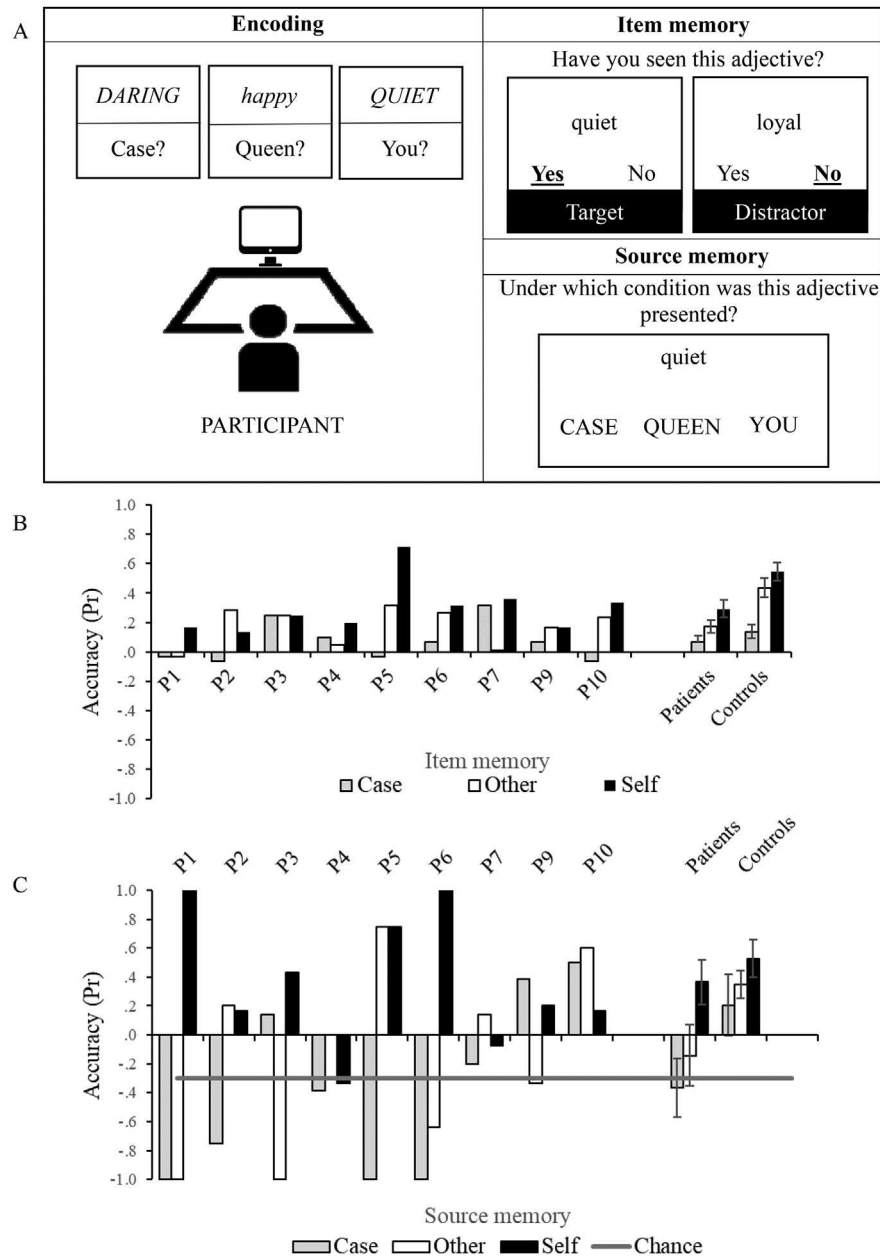 A
Encoding
DARING
Case?
happy
Queen?
QUIET
You?
PARTICIPANT
Item memory
Have you seen this adjective?
quiet
Yes No
Target
loyal
Yes No
Distractor
Source memory
Under which condition was this adjective
presented?
quiet
CASE QUEEN YOU
B
Accuracy (Pr)
1.0
.8
.6
.4
.2
.0
-.2
-.4
-.6
-.8
-1.0
P1 P2 P3 P4 P5 P6 P7 P9 P10 Patients Controls
Item memory
Case Other Self
C
P1 P2 P3 P4 P5 P6 P7 P9 P10 Patients Controls
Accuracy (Pr)
1.0
.8
.6
.4
.2
.0
-.2
-.4
-.6
-.8
-1.0
Source memory
Case Other Self Chance